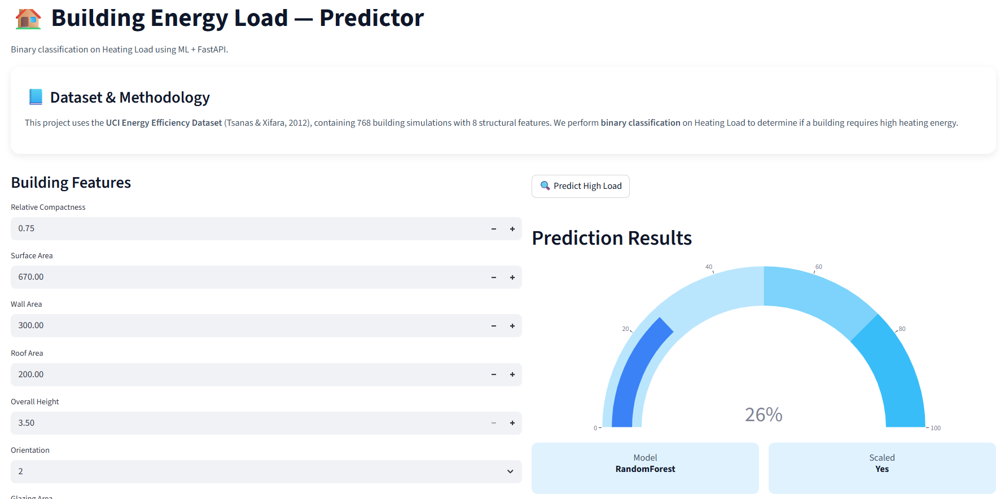 Building Energy Load — Predictor
Binary classification on Heating Load using ML + FastAPI.
Dataset & Methodology
This project uses the UCI Energy Efficiency Dataset (Tsanas & Xifara, 2012), containing 768 building simulations with 8 structural features. We perform binary classification on Heating Load to determine if a building requires high heating energy.
Building Features
Relative Compactness
0.75
Surface Area
670.00
Wall Area
300.00
Roof Area
200.00
Overall Height
3.50
Orientation
2
Glazing Area
Predict High Load
Prediction Results
0
20
40
60
80
100
26%
Model
RandomForest
Scaled
Yes